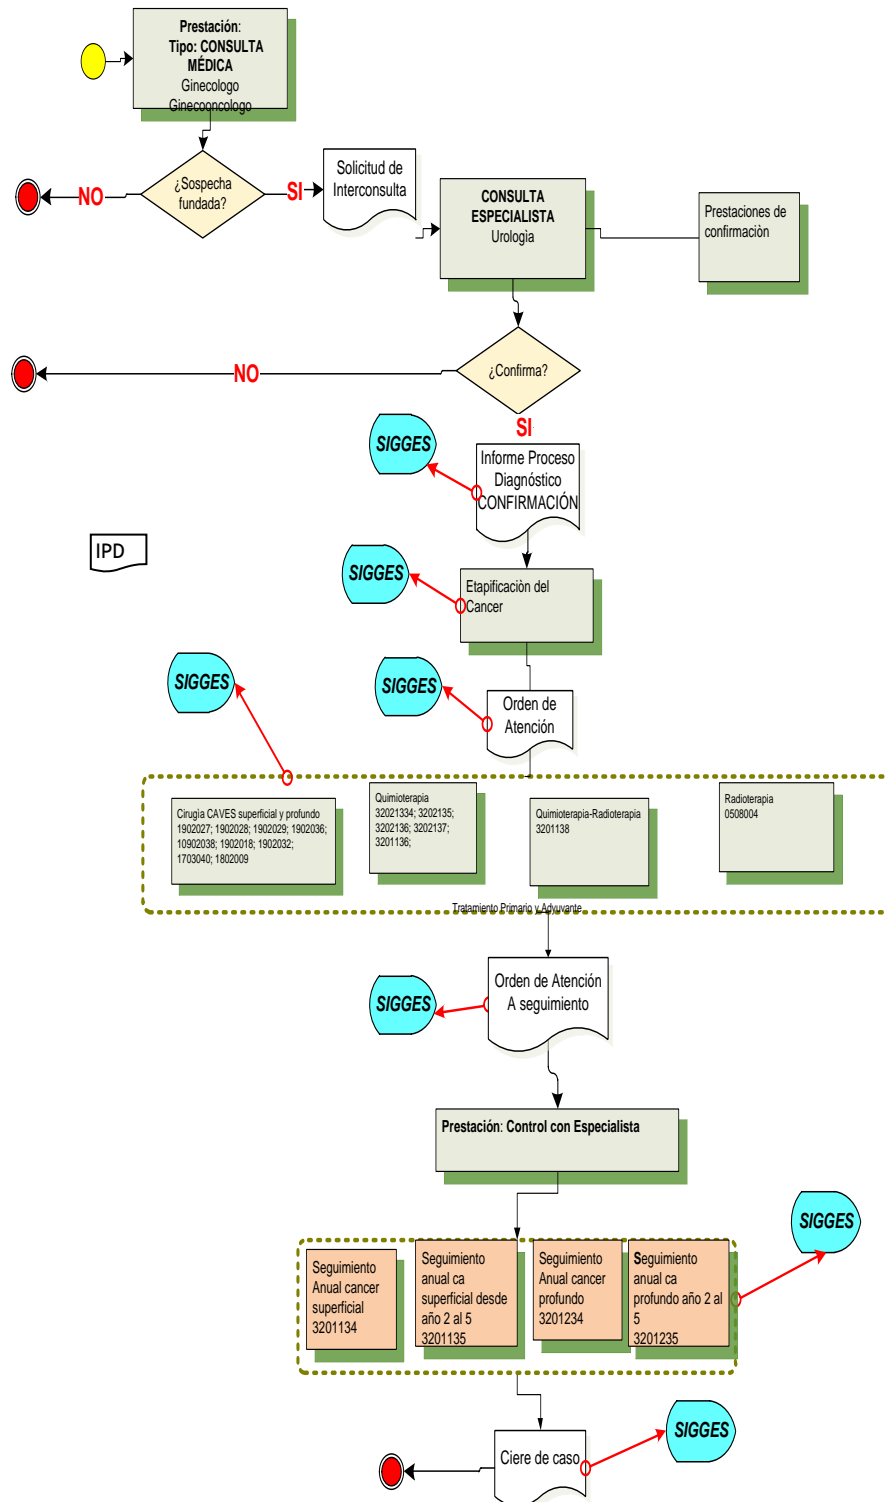 Prestación:
Tipo: CONSULTA
MÉDICA
Ginecologo
Ginecooncologo
¿Sospecha
fundada?
NO
SI
Solicitud de
Interconsulta
CONSULTA
ESPECIALISTA
Urologìa
Prestaciones de
confirmaciòn
¿Confirma?
NO
SI
SIGGES
Informe Proceso
Diagnóstico
CONFIRMACIÓN
IPD
SIGGES
Etapificaciòn del
Cancer
SIGGES
SIGGES
Orden de
Atención
Cirugìa CAVES superficial y profundo
1902027; 1902028; 1902029; 1902036;
10902038; 1902018; 1902032;
1703040; 1802009
Quimioterapia
32021334; 3202135;
3202136; 3202137;
3201136;
Quimioterapia-Radioterapia
3201138
Radioterapia
0508004
Tratamiento Primario y Adyuvante
SIGGES
Orden de Atención
A seguimiento
Prestación: Control con Especialista
SIGGES
Seguimiento
Anual cancer
superficial
3201134
Seguimiento
anual ca
superficial desde
año 2 al 5
3201135
Seguimiento
Anual cancer
profundo
3201234
Seguimiento
anual ca
profundo año 2 al
5
3201235
SIGGES
Ciere de caso